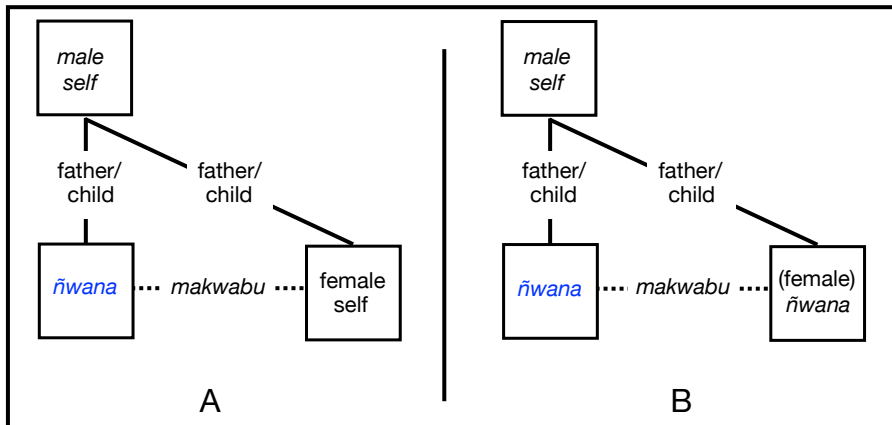 male
self
father/
child
father/
child
ñwana
makwabu
female
self
A
male
self
father/
child
father/
child
ñwana
makwabu
(female)
ñwana
B